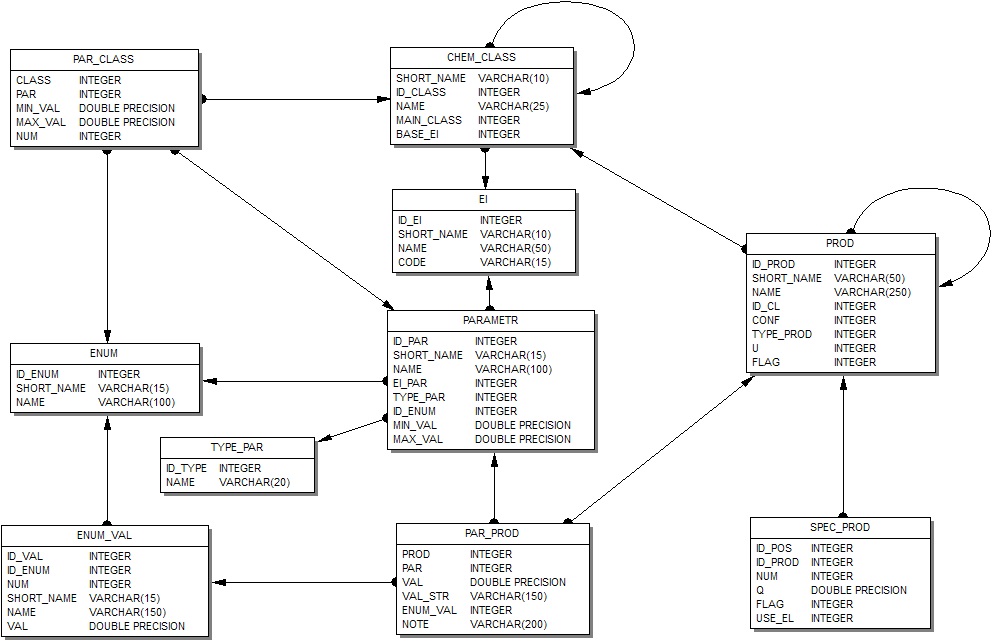 PAR_CLASS
CLASS INTEGER
PAR INTEGER
MIN_VAL DOUBLE PRECISION
MAX_VAL DOUBLE PRECISION
NUM INTEGER
CHEM_CLASS
SHORT_NAME VARCHAR(10)
ID_CLASS INTEGER
NAME VARCHAR(25)
MAIN_CLASS INTEGER
BASE_EI INTEGER
EI
ID_EI INTEGER
SHORT_NAME VARCHAR(10)
NAME VARCHAR(50)
CODE VARCHAR(15)
PROD
ID_PROD INTEGER
SHORT_NAME VARCHAR(50)
NAME VARCHAR(250)
ID_CL INTEGER
CONF INTEGER
TYPE_PROD INTEGER
U INTEGER
FLAG INTEGER
PARAMETR
ID_PAR INTEGER
SHORT_NAME VARCHAR(15)
NAME VARCHAR(100)
EI_PAR INTEGER
TYPE_PAR INTEGER
ID_ENUM INTEGER
MIN_VAL DOUBLE PRECISION
MAX_VAL DOUBLE PRECISION
ENUM
ID_ENUM INTEGER
SHORT_NAME VARCHAR(15)
NAME VARCHAR(100)
TYPE_PAR
ID_TYPE INTEGER
NAME VARCHAR(20)
ENUM_VAL
ID_VAL INTEGER
ID_ENUM INTEGER
NUM INTEGER
SHORT_NAME VARCHAR(15)
NAME VARCHAR(150)
VAL DOUBLE PRECISION
PAR_PROD
PROD INTEGER
PAR INTEGER
VAL DOUBLE PRECISION
VAL_STR VARCHAR(150)
ENUM_VAL INTEGER
NOTE VARCHAR(200)
SPEC_PROD
ID_POS INTEGER
ID_PROD INTEGER
NUM INTEGER
Q DOUBLE PRECISION
FLAG INTEGER
USE_EL INTEGER